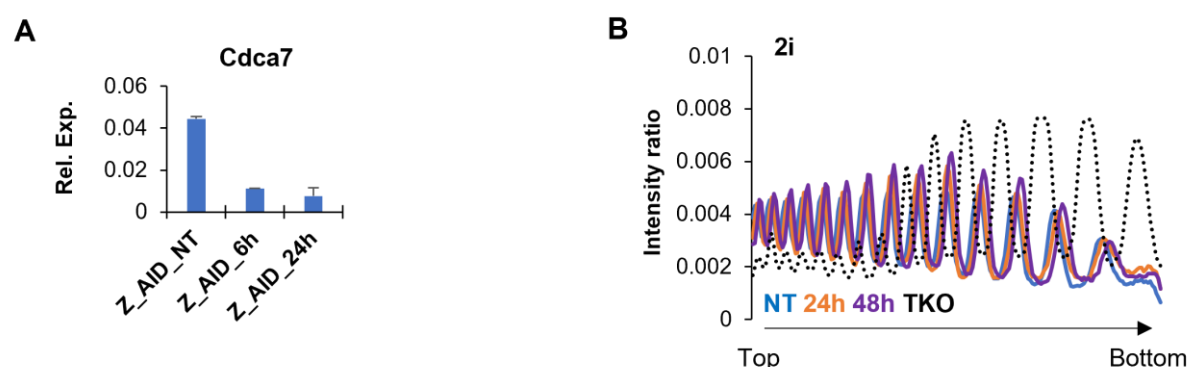 A
Cdca7
0.06
0.04
0.02
0
Rel. Exp.
Z_AID_NT
Z_AID_6h
Z_AID_24h
B
2i
0.01
0.008
0.006
0.004
0.002
0
Intensity ratio
NT 24h 48h TKO
Top
Bottom